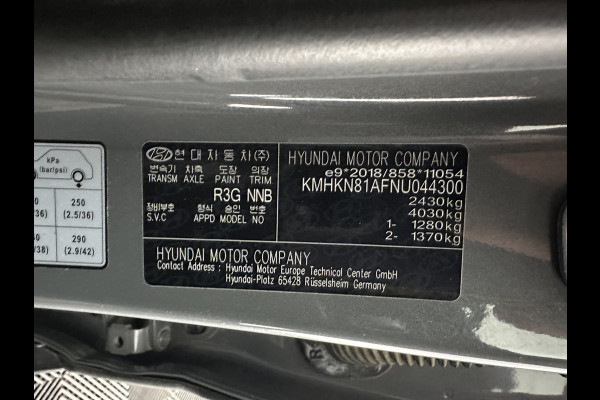 kPa
(bar/psi)
250
(2.5/36)
290
(2.9/42)
/36)
/38)
현대자동차(주)
변속기 차축 도장 의장
TRANSM AXLE PAINT TRIM
R3G NNB
정비부호 형식 승인 번호
S.V.C APPD MODEL NO
HYUNDAI MOTOR COMPANY
e9*2018/858*11054
KMHKN81AFNU044300
2430kg
4030kg
1- 1280kg
2- 1370kg
HYUNDAI MOTOR COMPANY
Contact Address : Hyundai Motor Europe Technical Center GmbH
Hyundai-Platz 65428 Rüsselsheim Germany
R